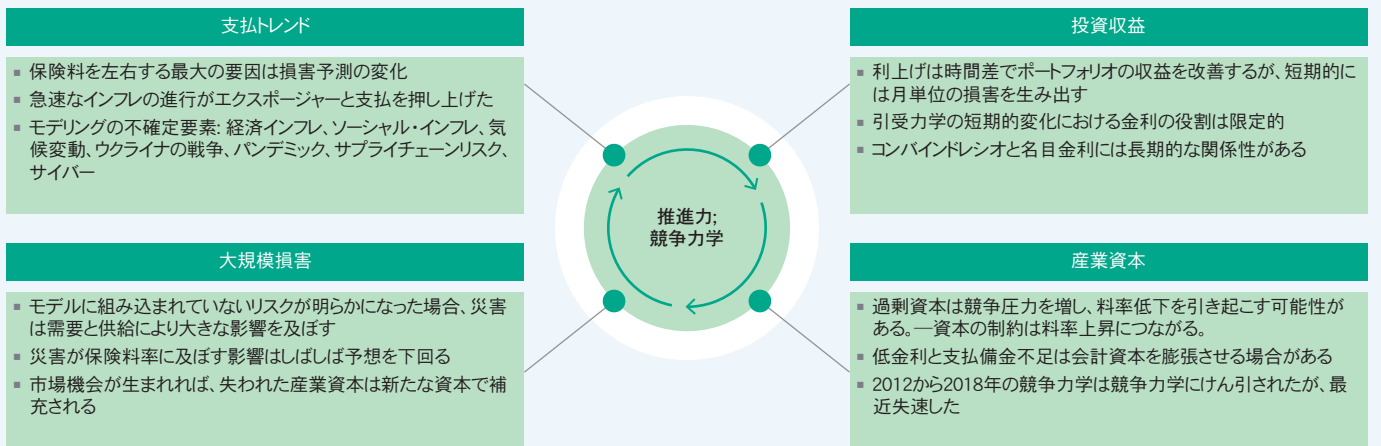 支払トレンド
■ 保険料を左右する最大の要因は損害予測の変化
■ 急速なインフレの進行がエクスポージャーと支払を押し上げた
■ モデリングの不確定要素: 経済インフレ、ソーシャル・インフレ、気
候変動、ウクライナの戦争、パンデミック、サプライチェーンリスク、
サイバー
投資収益
■ 利上げは時間差でポートフォリオの収益を改善するが、短期的に
は月単位の損害を生み出す
■ 引受力学の短期的変化における金利の役割は限定的
■ コンバインドレシオと名目金利には長期的な関係性がある
推進力;
競争力学
大規模損害
■ モデルに組み込まれていないリスクが明らかになった場合、災害
は需要と供給により大きな影響を及ぼす
■ 災害が保険料率に及ぼす影響はしばしば予想を下回る
■ 市場機会が生まれれば、失われた産業資本は新たな資本で補
充される
産業資本
■ 過剰資本は競争圧力を増し、料率低下を引き起こす可能性が
ある。—資本の制約は料率上昇につながる。
■ 低金利と支払備金不足は会計資本を膨張させる場合がある
■ 2012から2018年の競争力学は競争力学にけん引されたが、最
近失速した